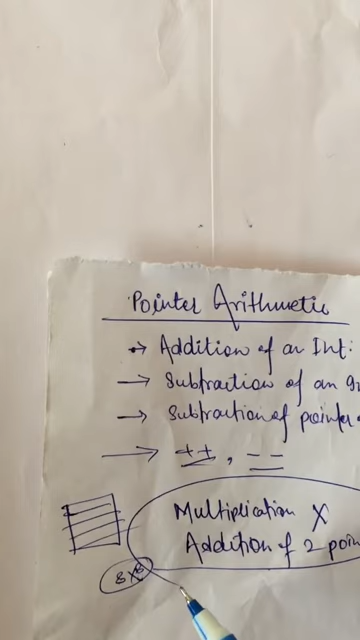 Pointer Arithmetic
→ Addition of an Int:
→ Subtraction of an
→ Subtraction of pointer
→ ++, --
Multiplication X
Addition of 2 poin